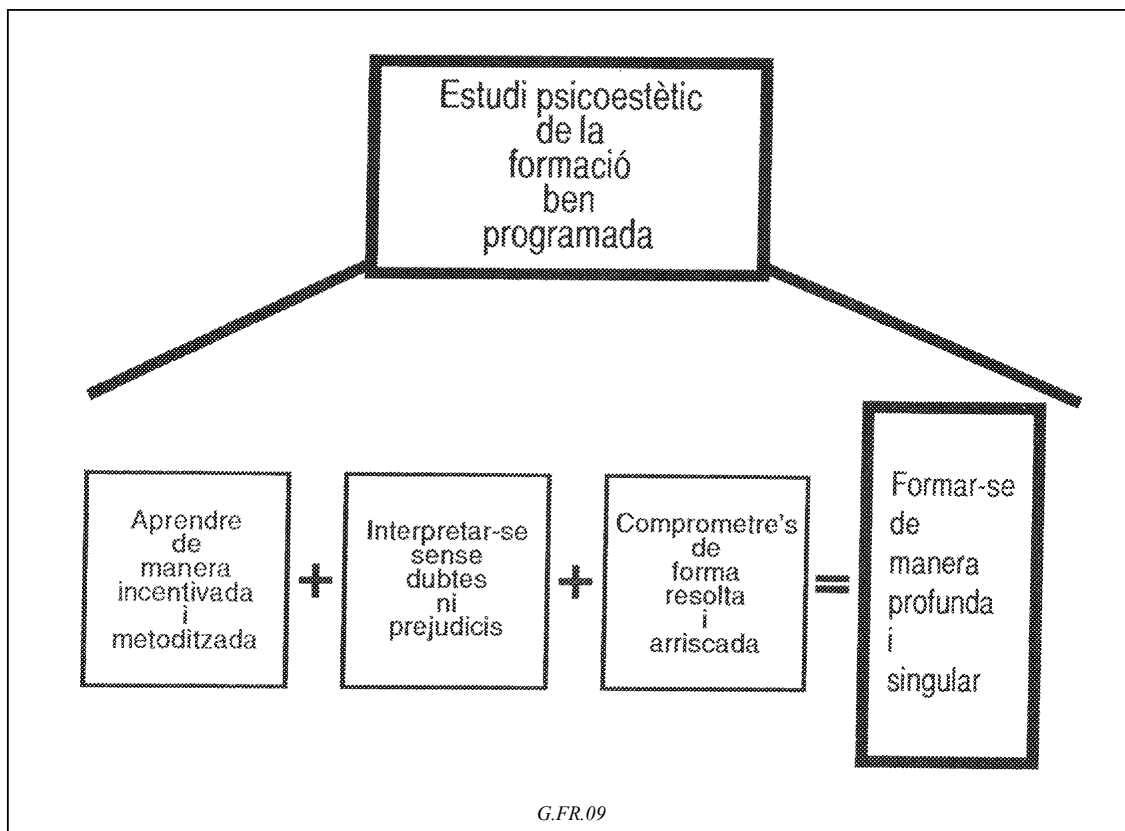 Estudi psicoestètic
de la
formació
ben
programada
Aprendre
de
manera
incentivada
i
metoditzada
+
Interpretar-se
sense
dubtes
ni
prejudicis
+
Comprometre's
de
forma
resolta
i
arriscada
=
Formar-se
de
manera
profunda
i
singular
G.FR.09